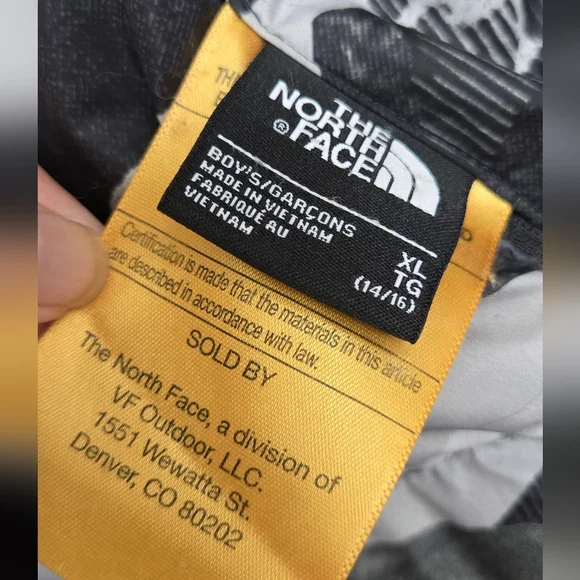 THE
NORTH
FACE
®
BOY'S/GARÇONS
MADE IN VIETNAM
FABRIQUÉ AU
VIETNAM
XL
TG
(14/16)
Certification is made that the materials in this article
are described in accordance with law.
SOLD BY
The North Face, a division of
VF Outdoor, LLC.
1551 Wewatta St.
Denver, CO 80202